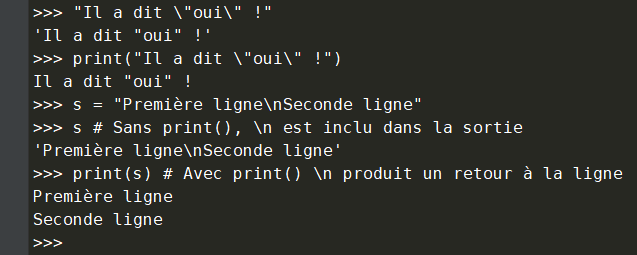 >>> "Il a dit \"oui\" !"
'Il a dit "oui" !'
>>> print("Il a dit \"oui\" !")
Il a dit "oui" !
>>> s = "Première ligne\nSeconde ligne"
>>> s # Sans print(), \n est inclu dans la sortie
'Première ligne\nSeconde ligne'
>>> print(s) # Avec print() \n produit un retour à la ligne
Première ligne
Seconde ligne
>>>